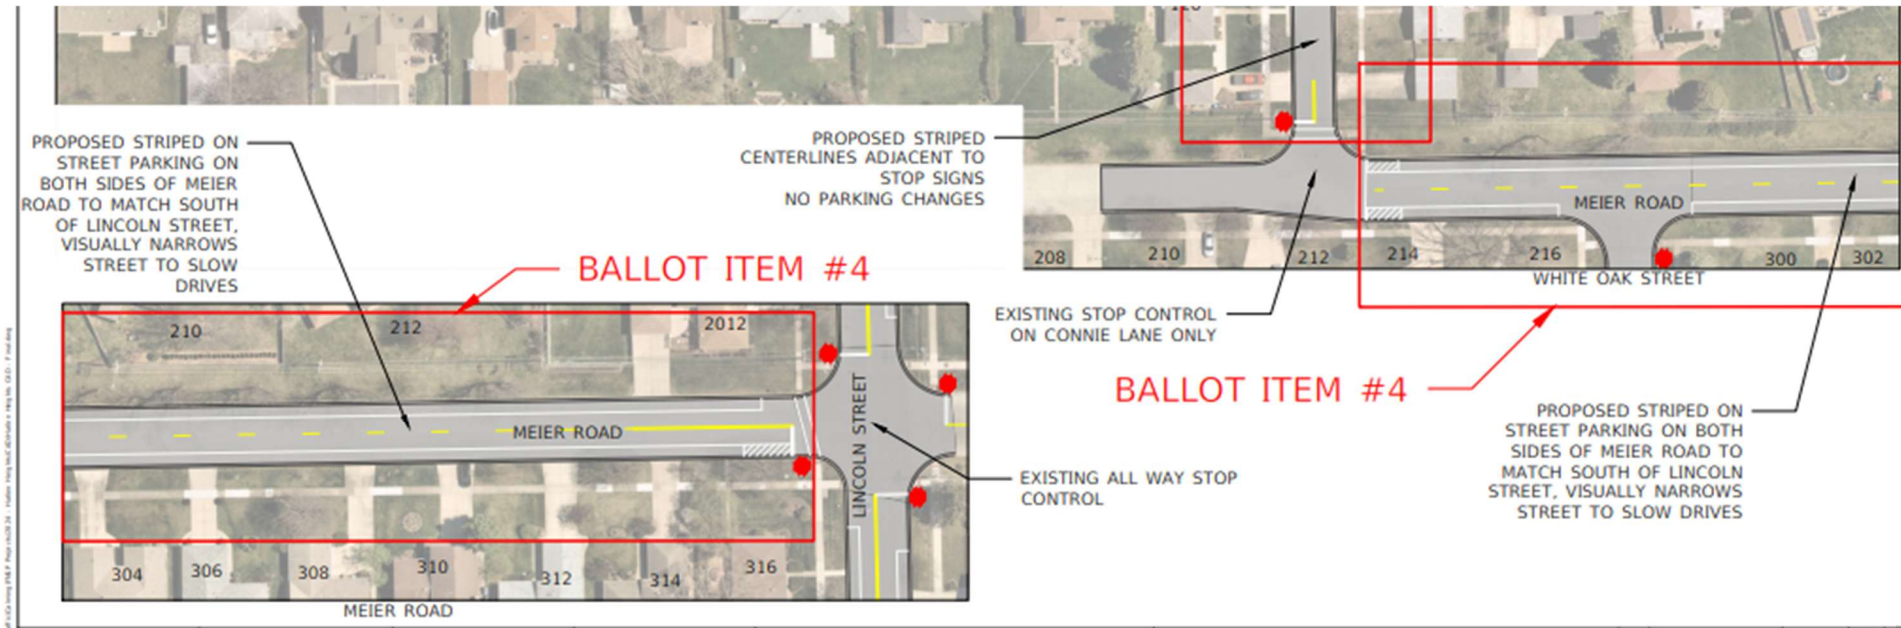 PROPOSED STRIPED ON
STREET PARKING ON
BOTH SIDES OF MEIER
ROAD TO MATCH SOUTH
OF LINCOLN STREET,
VISUALLY NARROWS
STREET TO SLOW
DRIVES
PROPOSED STRIPED
CENTERLINES ADJACENT TO
STOP SIGNS
NO PARKING CHANGES
MEIER ROAD
208
210
212
214
216
300
302
WHITE OAK STREET
BALLOT ITEM #4
EXISTING STOP CONTROL
ON CONNIE LANE ONLY
BALLOT ITEM #4
210
212
2012
MEIER ROAD
LINCOLN STREET
EXISTING ALL WAY STOP
CONTROL
PROPOSED STRIPED ON
STREET PARKING ON BOTH
SIDES OF MEIER ROAD TO
MATCH SOUTH OF LINCOLN
STREET, VISUALLY NARROWS
STREET TO SLOW DRIVES
304
306
308
310
312
314
316
MEIER ROAD